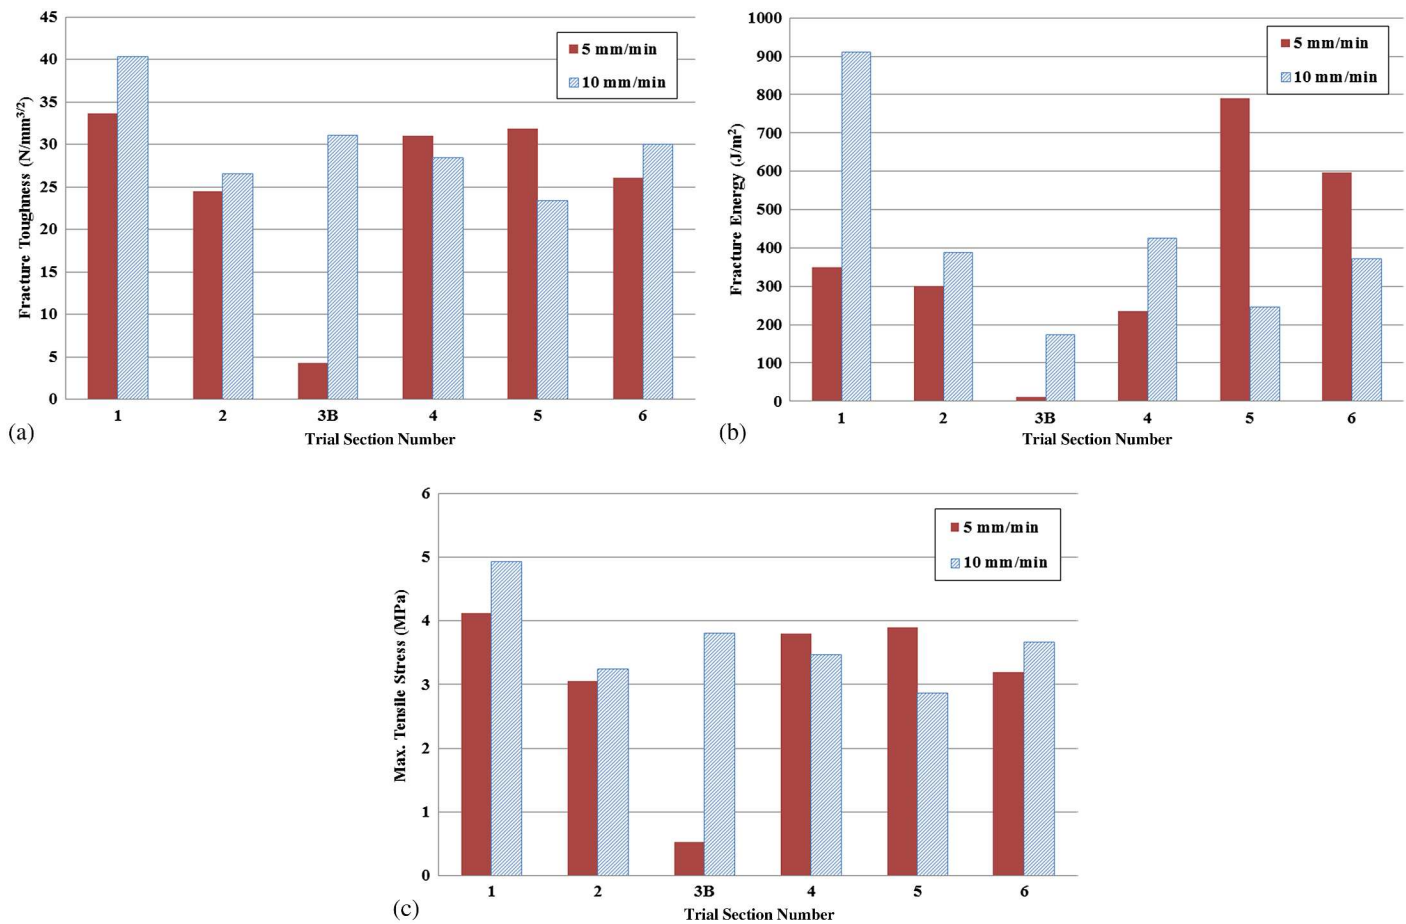 45
40
35
30
25
20
15
10
5
0
Fracture Toughness (N/mm3/2)
5 mm/min
10 mm/min
1 2 3B 4 5 6
Trial Section Number
(a)
1000
900
800
700
600
500
400
300
200
100
0
Fracture Energy (J/m2)
5 mm/min
10 mm/min
1 2 3B 4 5 6
Trial Section Number
(b)
6
5
4
3
2
1
0
Max. Tensile Stress (MPa)
5 mm/min
10 mm/min
1 2 3B 4 5 6
Trial Section Number
(c)